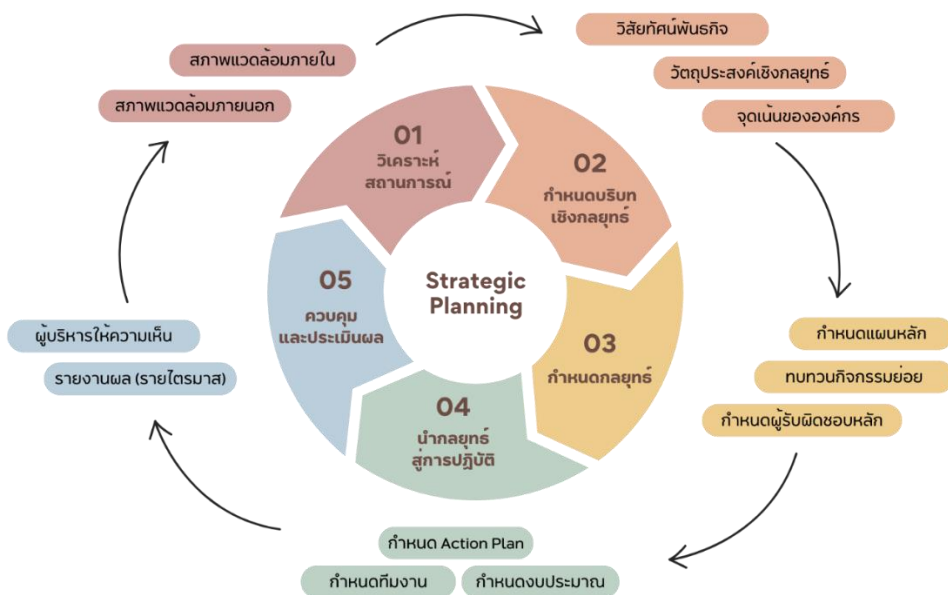 สภาพแวดล้อมภายใน
สภาพแวดล้อมภายนอก
วิสัยทัศน์พันธกิจ
วัตถุประสงค์เชิงกลยุทธ์
จุดเน้นขององค์กร
01
วิเคราะห์
สถานการณ์
02
กำหนดบริบท
เชิงกลยุทธ์
Strategic
Planning
05
ควบคุม
และประเมินผล
03
กำหนดกลยุทธ์
04
นำกลยุทธ์
สู่การปฏิบัติ
ผู้บริหารให้ความเห็น
รายงานผล (รายไตรมาส)
กำหนดแผนหลัก
ทบทวนกิจกรรมย่อย
กำหนดผู้รับผิดชอบหลัก
กำหนด Action Plan
กำหนดทีมงาน
กำหนดงบประมาณ